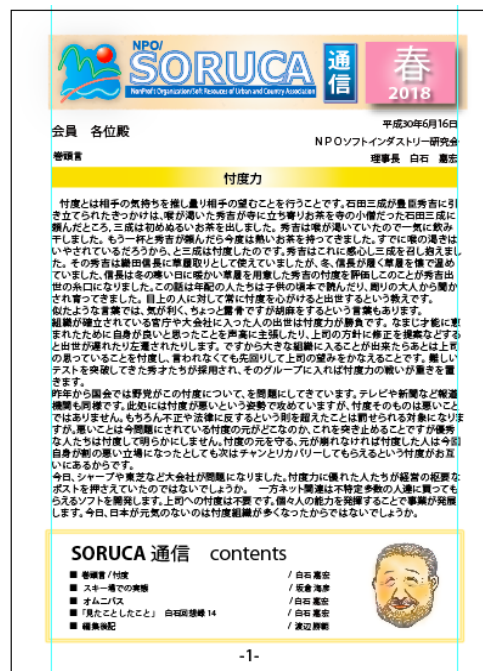 NPO/
SORUCA
NonProfit Organization/Soft Resouces of Urban and Country Association
通信
春
2018
会員　各位殿
平成30年6月16日
NPOソフトインダストリー研究会
巻頭言
理事長　白石　嘉宏
忖度力
忖度とは相手の気持ちを推し量り相手の望むことを行うことです。石田三成が豊臣秀吉に引
き立てられたきっかけは、喉が渇いた秀吉が寺に立ち寄りお茶を寺の小僧だった石田三成に
頼んだところ、三成は初めぬるいお茶を出しました。秀吉は喉が渇いていたので一気に飲み
干しました。もう一杯と秀吉が頼んだら今度は熱いお茶を持ってきました。すでに喉の渇きは
いやされているだろうから、と三成は忖度したのです。秀吉はこれに感心し三成を召し抱えまし
た。その秀吉は織田信長に草履取りとして使えていましたが、冬、信長が履く草履を懐で温め
ていました、信長は冬の寒い日に暖かい草履を用意した秀吉の忖度を評価しこのことが秀吉出
世の糸口になりました。この話は年配の人たちは子供の頃本で読んだり、周りの大人から聞か
され育ってきました。目上の人に対して常に忖度を心がけると出世するという教えです。
似たような言葉では、気が利く、ちょっと露骨ですが胡麻をするという言葉もあります。
組織が確立されている官庁や大会社に入った人の出世は忖度力が勝負です。なまじ才能に恵
まれたために自身が良いと思ったことを声高に主張したり、上司の方針に修正を提案などする
と出世が遅れたり左遷されたりします。ですから大きな組織に入ることが出来たらあとは上司
の思っていることを忖度し、言われなくても先回りして上司の望みをかなえることです。難しい
テストを突破してきた秀才たちが採用され、そのグループに入れば忖度力の戦いが重きを置
きます。
昨年から国会では野党がこの忖度について、を問題にしてきています。テレビや新聞など報道
機関も同様です。此処には忖度が悪いという姿勢で攻めていますが、忖度そのものは悪いこと
ではありません。もちろん不正や法律に反するという則を超えたことは罰せられる対象になりま
すが。悪いことは今問題にされている忖度の元がどこなのか、これを突き止めることですが優秀
な人たちは忖度して明らかにしません。忖度の元を守る、元が崩れなければ忖度した人は今回
自身が割の悪い立場になったとしても次はチャンとリカバリーしてもらえるという忖度がお互
いにあるからです。
今日、シャープや東芝など大会社が問題になりました。忖度力に優れた人たちが経営の枢要な
ポストを押さえていたのではないでしょうか。　一方ネット関連は不特定多数の人達に買っても
らえるソフトを開発します。上司への忖度は不要です。個々人の能力を発揮することで事業が発展
します。今日、日本が元気のないのは忖度組織が多くなったからではないでしょうか。
SORUCA 通信　contents
■ 巻頭言/忖度　/ 白石 嘉宏
■ スキー場での実態　/ 坂倉 海彦
■ オムニバス　/ 白石 嘉宏
■ 「見たことしたこと」　白石回想録 14　/ 白石 嘉宏
■ 編集後記　/ 渡辺 勝範
-1-